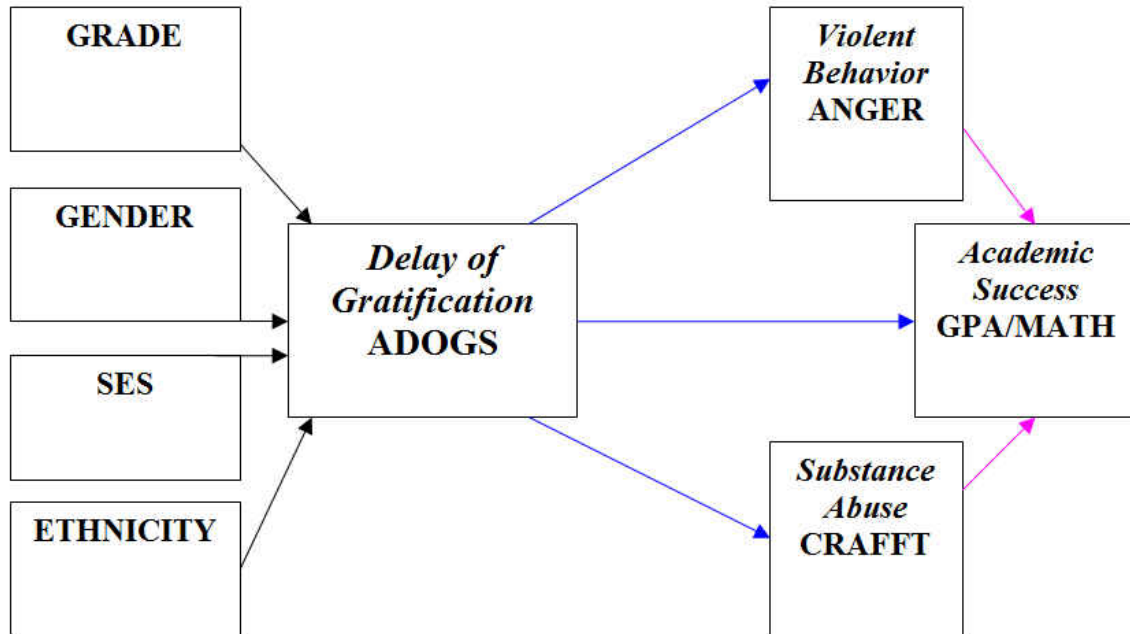 GRADE
GENDER
SES
ETHNICITY
Delay of
Gratification
ADOGS
Violent
Behavior
ANGER
Academic
Success
GPA/MATH
Substance
Abuse
CRAFFT